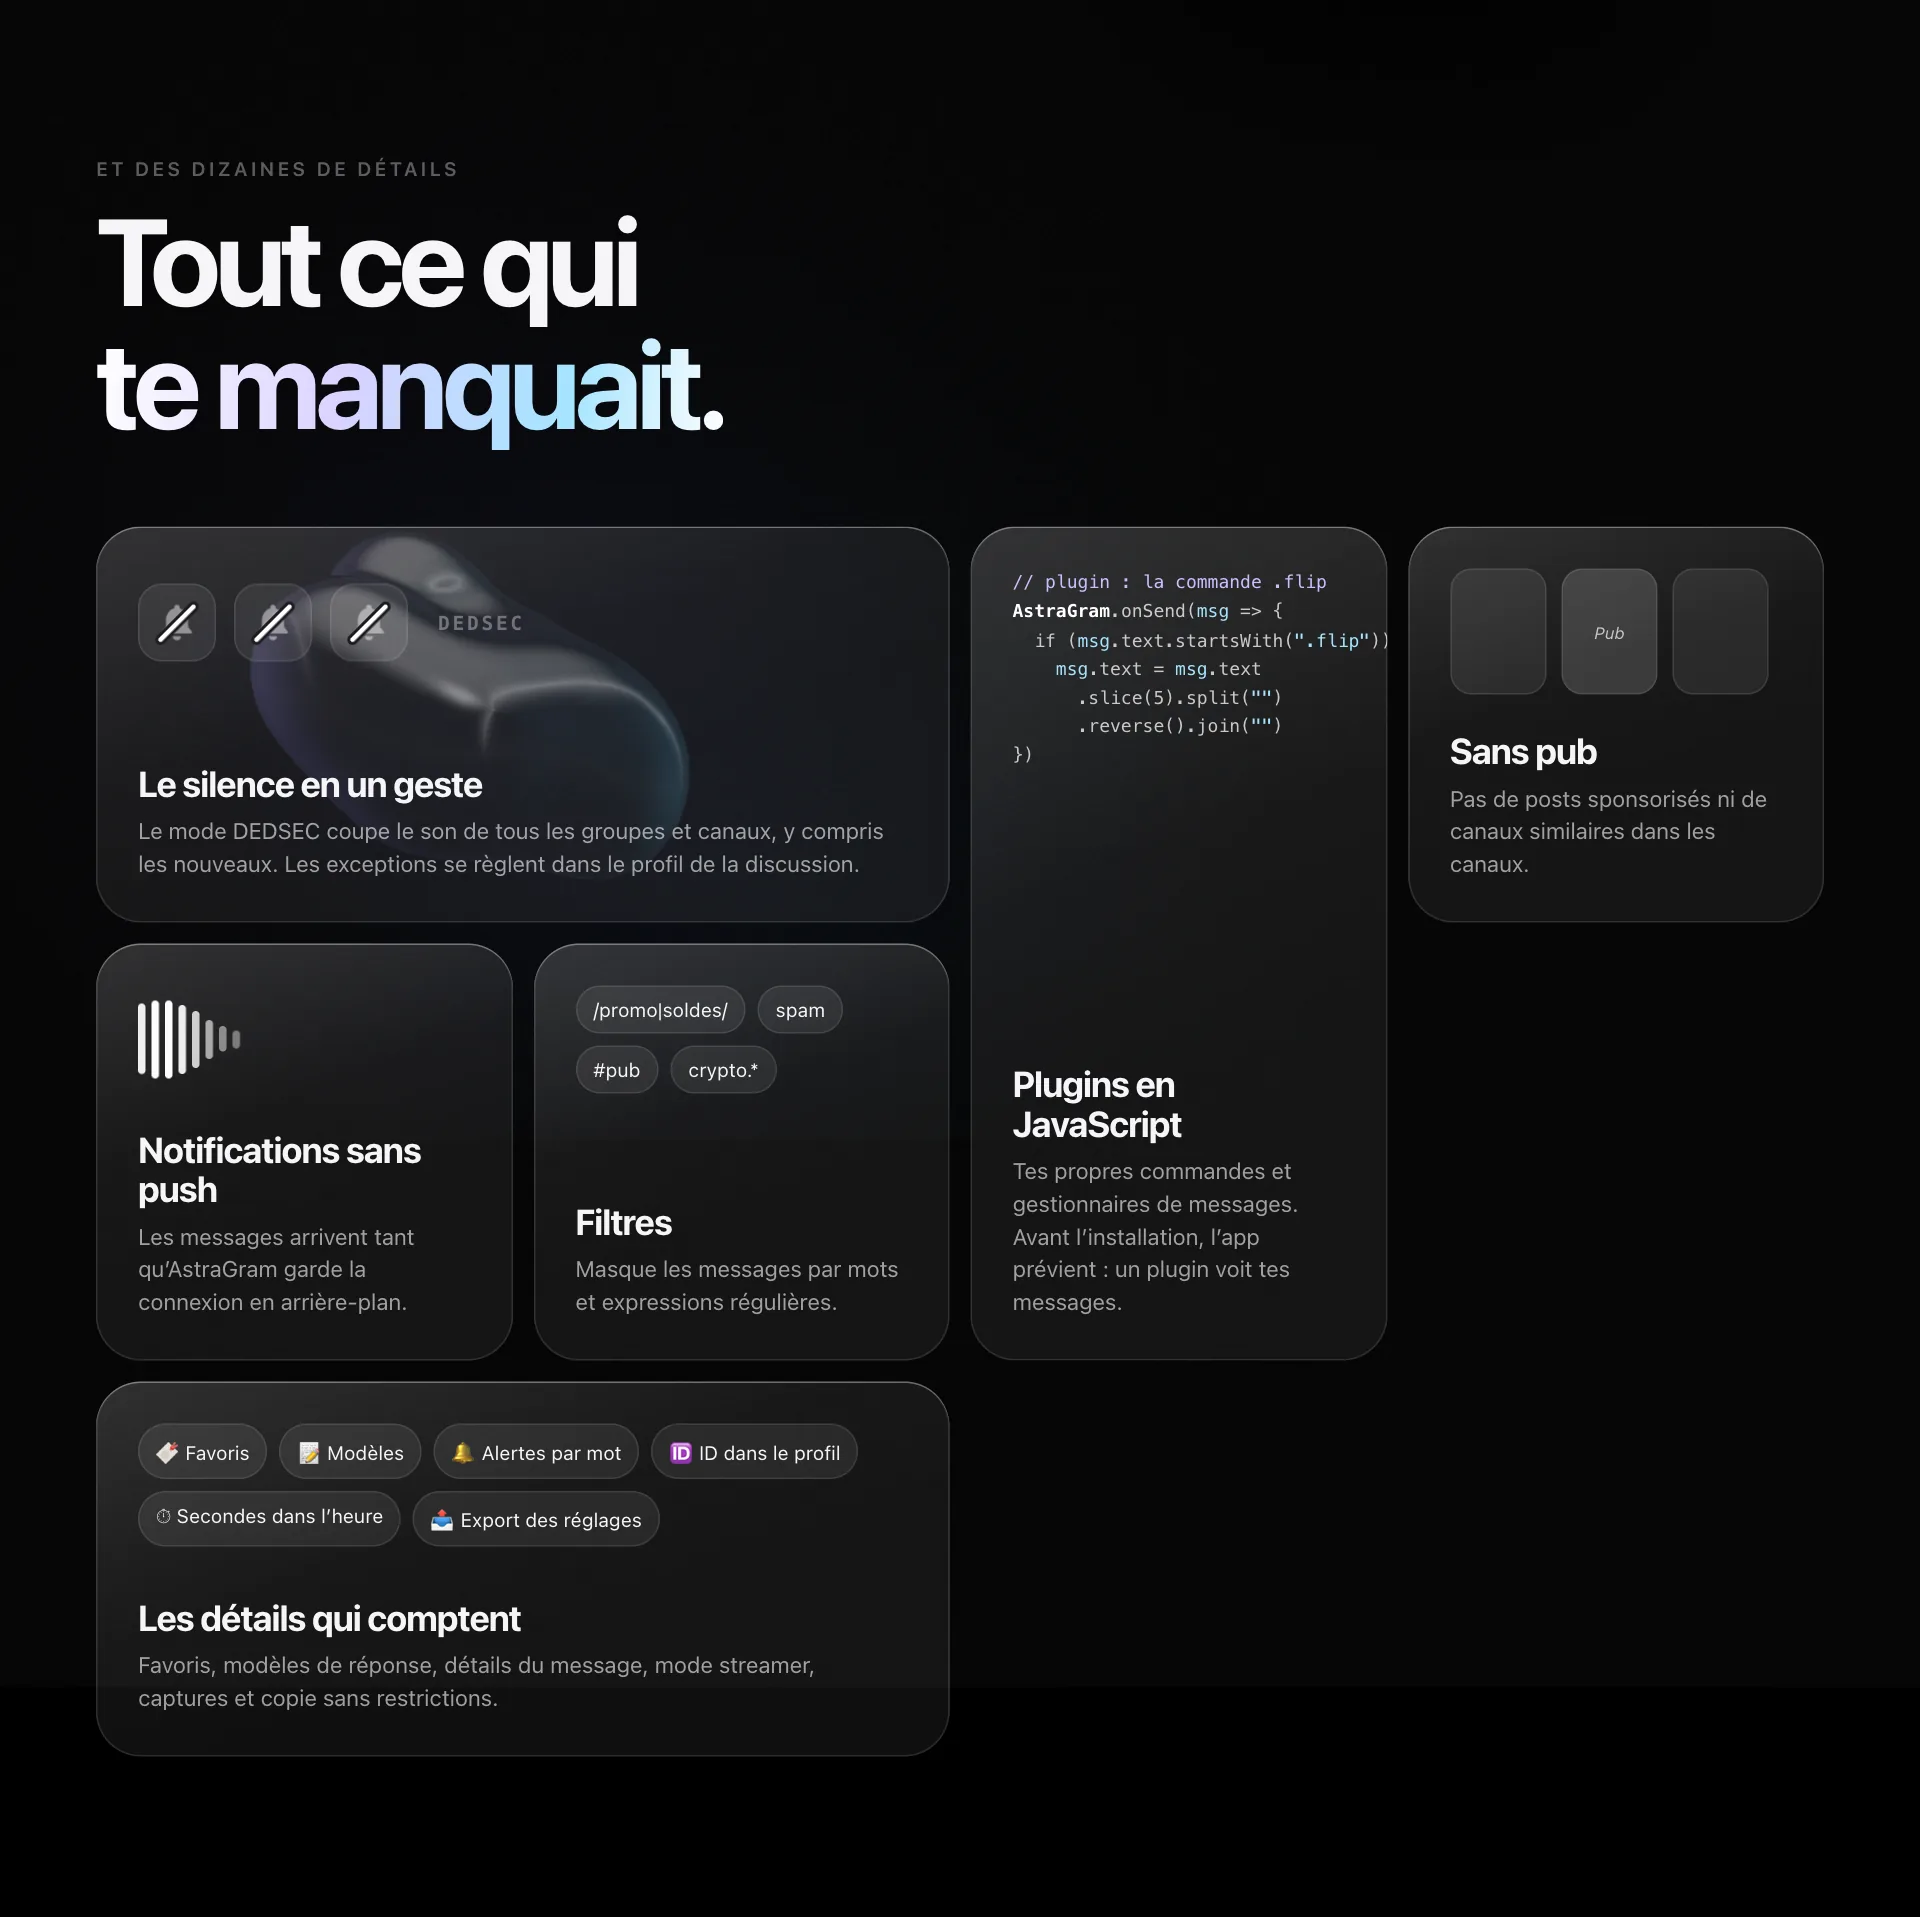 ET DES DIZAINES DE DÉTAILS
Tout ce qui
te manquait.
DEDSEC
Le silence en un geste
Le mode DEDSEC coupe le son de tous les groupes et canaux, y compris
les nouveaux. Les exceptions se règlent dans le profil de la discussion.
// plugin : la commande .flip
AstraGram.onSend(msg => {
  if (msg.text.startsWith(".flip"))
    msg.text = msg.text
      .slice(5).split("")
      .reverse().join("")
})
Plugins en
JavaScript
Tes propres commandes et
gestionnaires de messages.
Avant l’installation, l’app
prévient : un plugin voit tes
messages.
Pub
Sans pub
Pas de posts sponsorisés ni de
canaux similaires dans les
canaux.
Notifications sans
push
Les messages arrivent tant
qu’AstraGram garde la
connexion en arrière-plan.
/promo|soldes/
spam
#pub
crypto.*
Filtres
Masque les messages par mots
et expressions régulières.
Favoris
Modèles
Alertes par mot
🆔 ID dans le profil
Secondes dans l’heure
Export des réglages
Les détails qui comptent
Favoris, modèles de réponse, détails du message, mode streamer,
captures et copie sans restrictions.